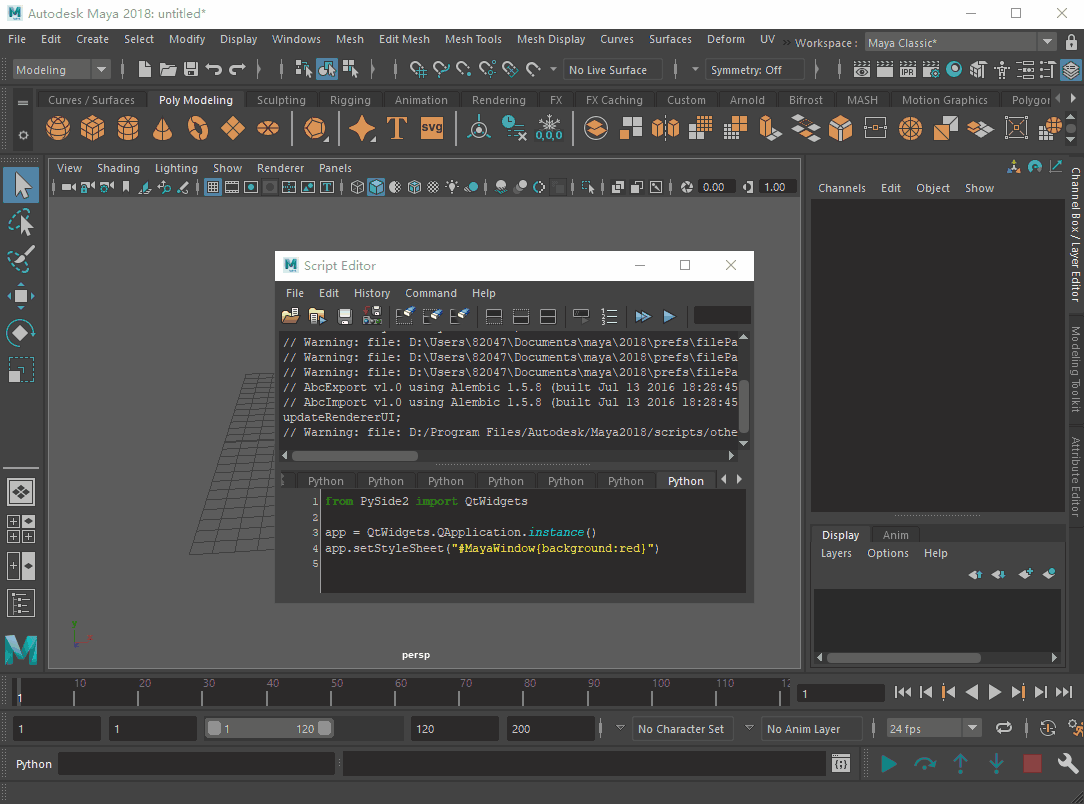 Autodesk Maya 2018: untitled*
File Edit Create Select Modify Display Windows Mesh Edit Mesh Mesh Tools Mesh Display Curves Surfaces Deform UV » Workspace : Maya Classic*
Modeling No Live Surface Symmetry: Off
IPR
Curves / Surfaces Poly Modeling Sculpting Rigging Animation Rendering FX FX Caching Custom Arnold Bifrost MASH Motion Graphics Polygor
T SVG 0,0,0
View Shading Lighting Show Renderer Panels
0.00 1.00
Channels Edit Object Show
Channel Box / Layer Editor
Modeling Toolkit
Attribute Editor
Script Editor
File Edit History Command Help
// Warning: file: D:\Users\82047\Documents\maya\2018\prefs\filePa
// Warning: file: D:\Users\82047\Documents\maya\2018\prefs\filePa
// Warning: file: D:\Users\82047\Documents\maya\2018\prefs\filePa
// AbcExport v1.0 using Alembic 1.5.8 (built Jul 13 2016 18:28:45
// AbcImport v1.0 using Alembic 1.5.8 (built Jul 13 2016 18:28:45
updateRendererUI;
// Warning: file: D:/Program Files/Autodesk/Maya2018/scripts/othe
Python Python Python Python Python Python Python
1 from PySide2 import QtWidgets
2
3 app = QtWidgets.QApplication.instance()
4 app.setStyleSheet("#MayaWindow{background:red}")
5
persp
Display Anim
Layers Options Help
1 10 20 30 40 50 60 70 80 90 100 110 12
1
1 1 1 120 120 200 No Character Set No Anim Layer 24 fps
Python